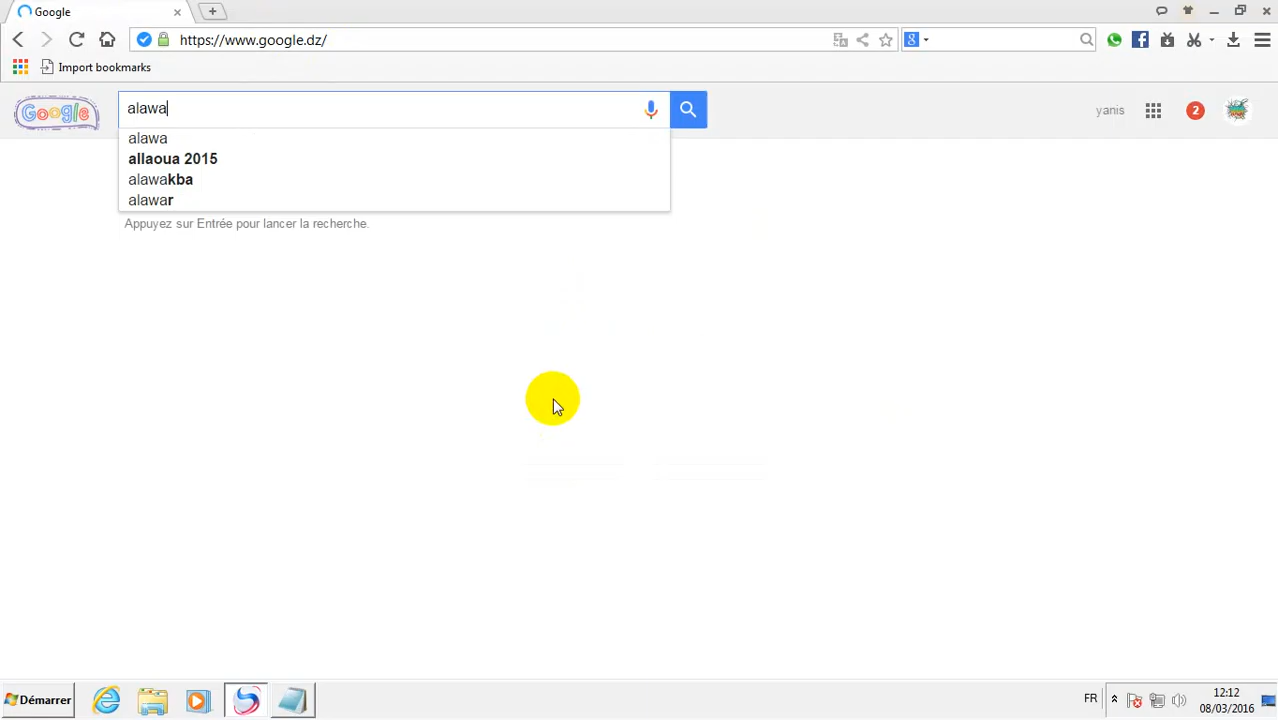 Google
https://www.google.dz/
Import bookmarks
Google
alawa
yanis
2
alawa
allaoua 2015
alawakba
alawar
Appuyez sur Entrée pour lancer la recherche.
Démarrer
FR
12:12
08/03/2016